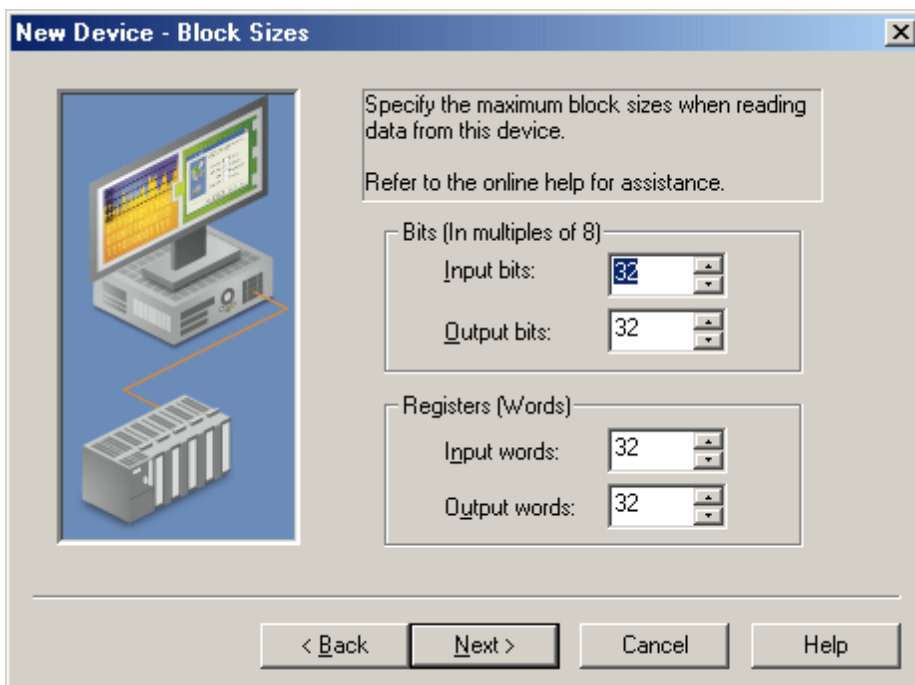 New Device - Block Sizes
Specify the maximum block sizes when reading
data from this device.
Refer to the online help for assistance.
Bits (In multiples of 8)
Input bits: 32
Output bits: 32
Registers (Words)
Input words: 32
Output words: 32
< Back Next > Cancel Help